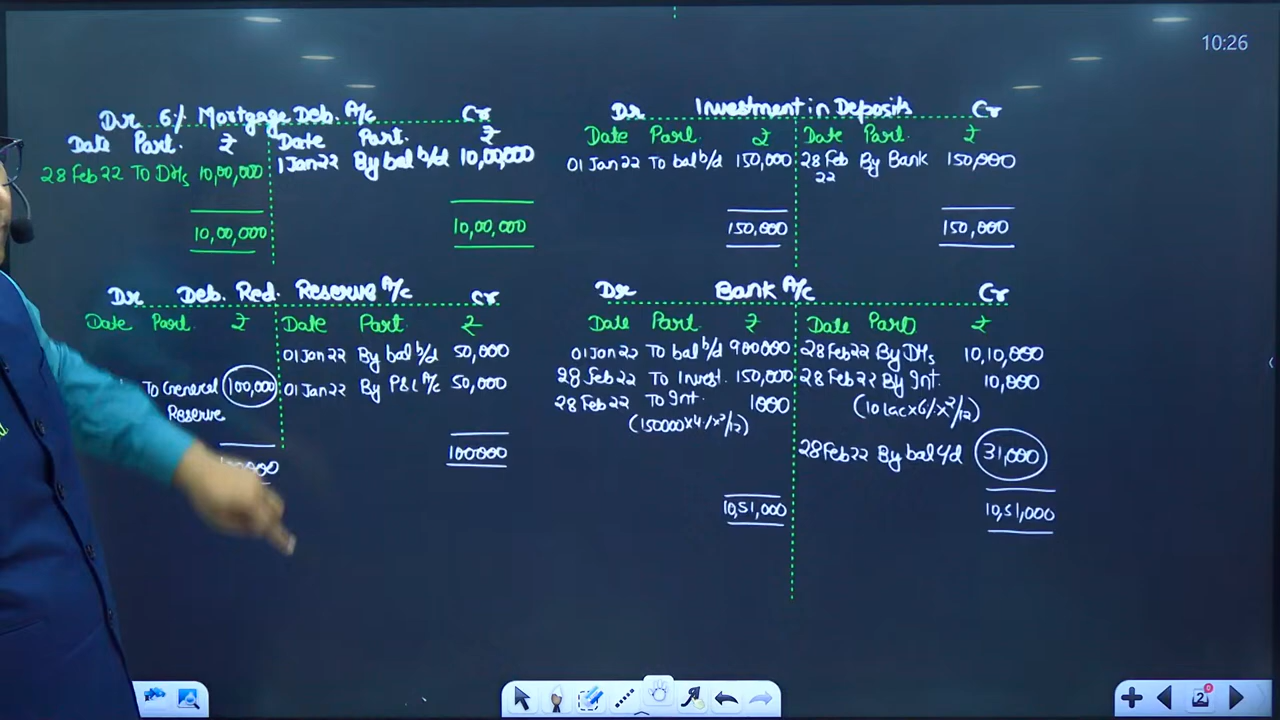 10:26
Dr 6% Mortgage Deb. A/c Cr
Date Part. ₹ Date Part. ₹
28 Feb 22 To DHs 10,00,000 1 Jan 22 By bal b/d 10,00,000
10,00,000 10,00,000
Dr Investment in Deposits Cr
Date Part. ₹ Date Part. ₹
01 Jan 22 To bal b/d 150,000 28 Feb By Bank 150,000
22
150,000 150,000
Dr Deb. Red. Reserve A/c Cr
Date Part. ₹ Date Part. ₹
01 Jan 22 By bal b/d 50,000
To General 100,000 01 Jan 22 By P&L A/c 50,000
Reserve
100000
Dr Bank A/c Cr
Date Part. ₹ Date Part ₹
01 Jan 22 To bal b/d 900000 28 Feb 22 By DHs 10,10,000
28 Feb 22 To Invest. 150,000 28 Feb 22 By Int. 10,000
28 Feb 22 To Int. 1000 (10 lac x 6% x 2/12)
(150000 x 4% x 2/12)
28 Feb 22 By bal c/d 31,000
10,51,000 10,51,000
2